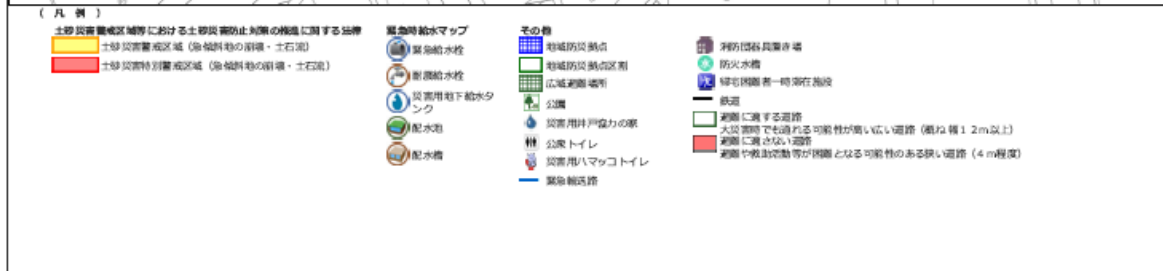 （ 凡 例 ）
土砂災害警戒区域等における土砂災害防止対策の推進に関する法律
土砂災害警戒区域（急傾斜地の崩壊・土石流）
土砂災害特別警戒区域（急傾斜地の崩壊・土石流）
緊急時給水マップ
緊急給水栓
耐震給水栓
災害用地下給水タ
ンク
配水池
配水槽
その他
地域防災拠点
地域防災拠点区割
広域避難場所
公園
災害用井戸協力の家
公衆トイレ
災害用ハマッコトイレ
緊急輸送路
消防団器具置き場
防火水槽
帰宅困難者一時滞在施設
鉄道
避難に適する道路
大災害時でも通れる可能性が高い広い道路（概ね幅１２ｍ以上）
避難に適さない道路
避難や救助活動等が困難となる可能性のある狭い道路（４ｍ程度）